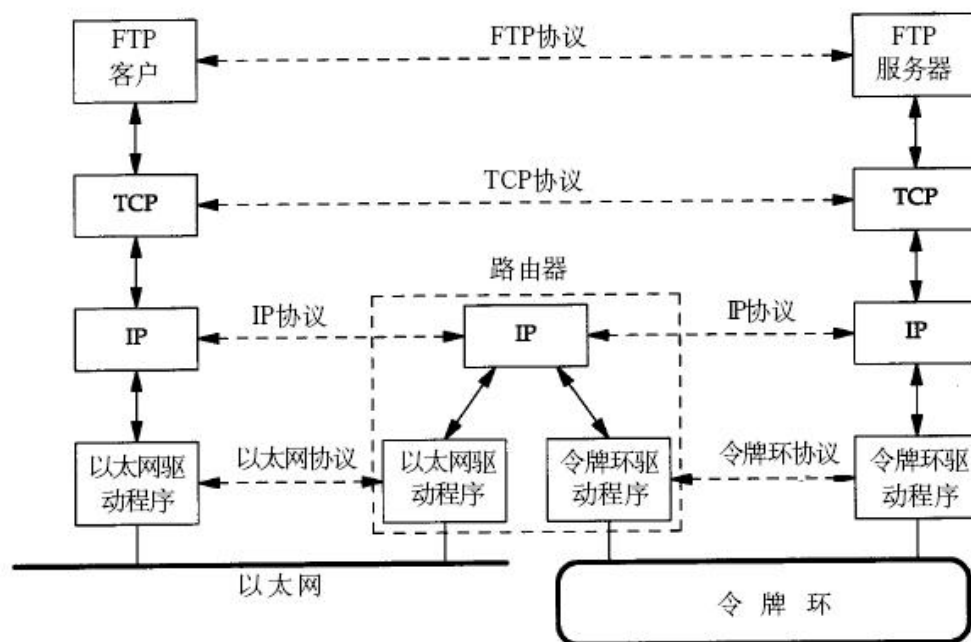 FTP
客户
FTP协议
FTP
服务器
TCP
TCP协议
TCP
路由器
IP
IP协议
IP
IP协议
IP
以太网驱
动程序
以太网协议
以太网驱
动程序
令牌环驱
动程序
令牌环协议
令牌环驱
动程序
以太网
令牌环